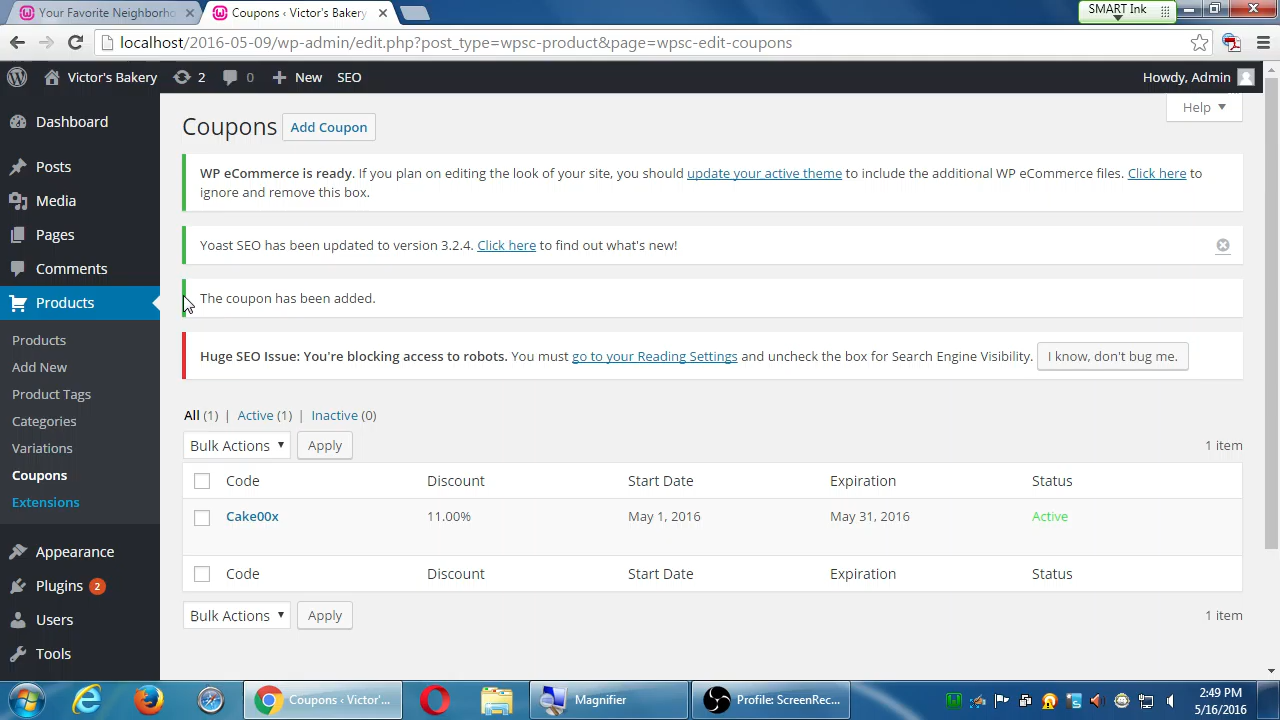 Your Favorite Neighborho
Coupons ‹ Victor's Bakery
SMART Ink
localhost/2016-05-09/wp-admin/edit.php?post_type=wpsc-product&page=wpsc-edit-coupons
Victor's Bakery 2 0 New SEO Howdy, Admin
Dashboard
Posts
Media
Pages
Comments
Products
Products
Add New
Product Tags
Categories
Variations
Coupons
Extensions
Appearance
Plugins 2
Users
Tools
Help
Coupons Add Coupon
WP eCommerce is ready. If you plan on editing the look of your site, you should update your active theme to include the additional WP eCommerce files. Click here to
ignore and remove this box.
Yoast SEO has been updated to version 3.2.4. Click here to find out what's new!
The coupon has been added.
Huge SEO Issue: You're blocking access to robots. You must go to your Reading Settings and uncheck the box for Search Engine Visibility. I know, don't bug me.
All (1) | Active (1) | Inactive (0)
Bulk Actions Apply 1 item
Code Discount Start Date Expiration Status
Cake00x 11.00% May 1, 2016 May 31, 2016 Active
Code Discount Start Date Expiration Status
Bulk Actions Apply 1 item
Coupons ‹ Victor'... Magnifier Profile: ScreenRec... 2:49 PM
5/16/2016